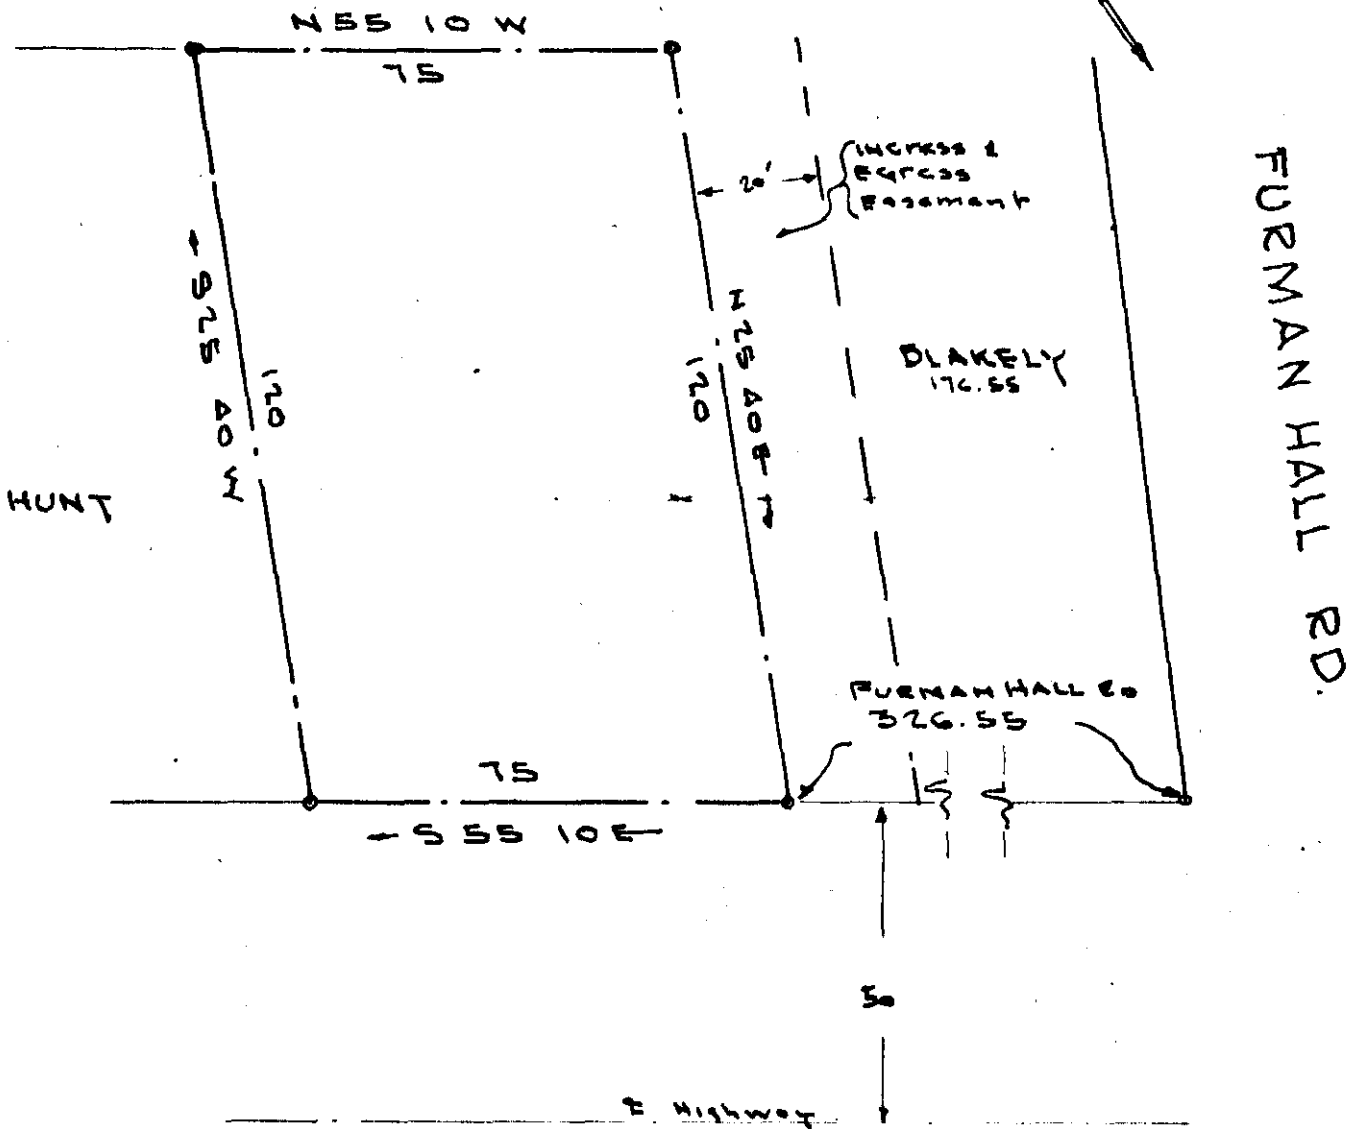 N 55 10 W
75
20'
INGRESS &
EGRESS
Easement
FURMAN HALL RD.
S 25 40 W
120
N 25 40 E
120
BLAKELY
176.55
HUNT
FURMAN HALL RD
326.55
75
S 55 10 E
50
℄ Highway